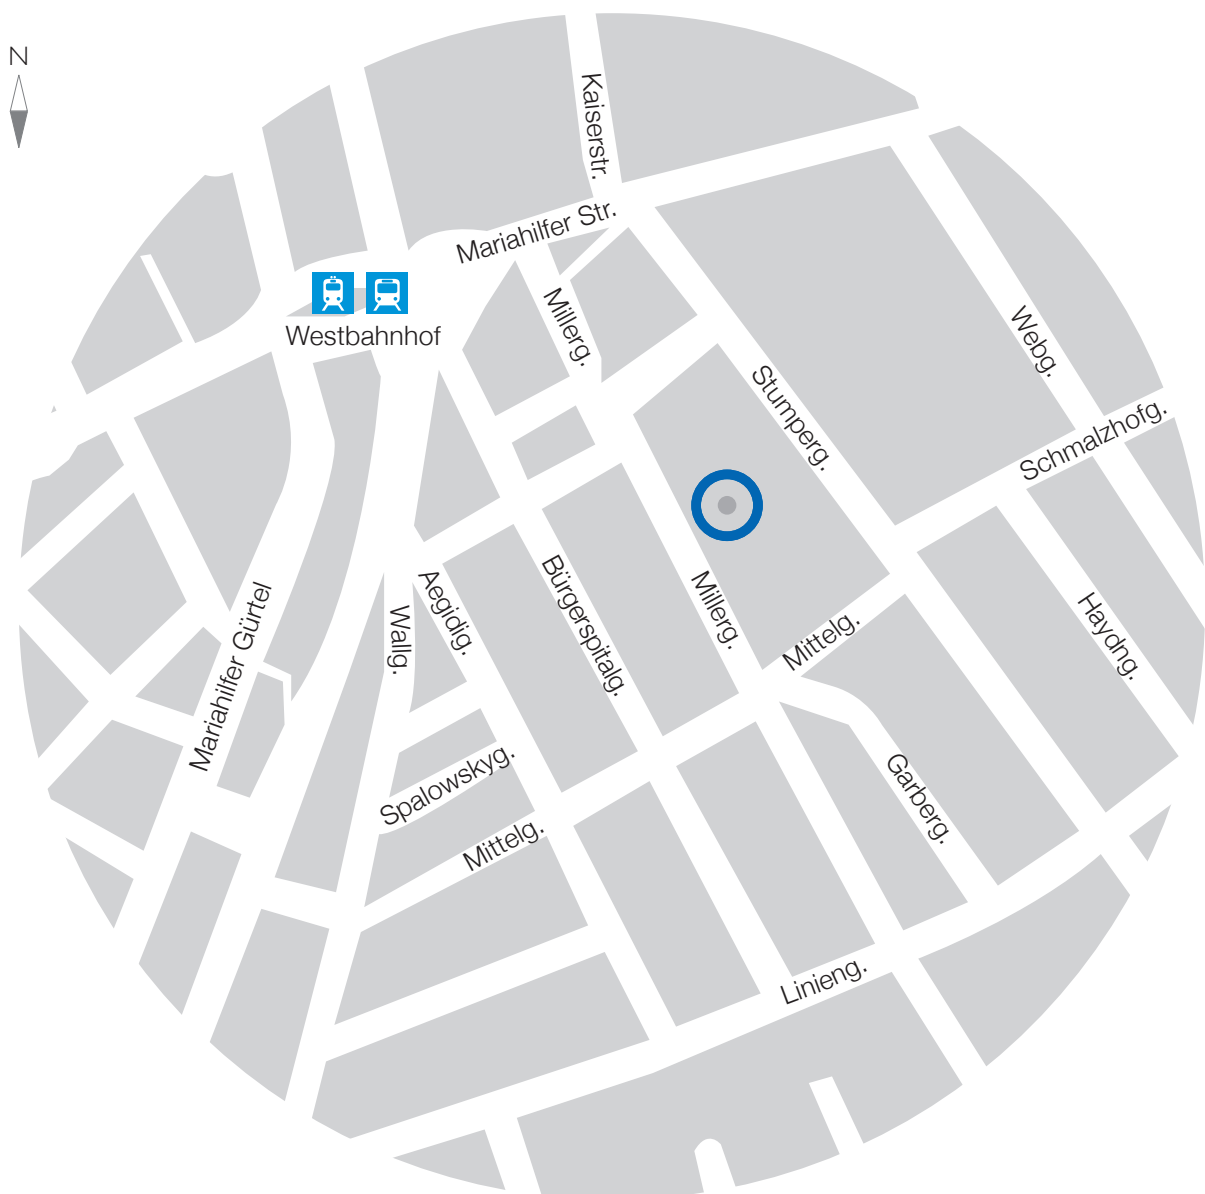 N
Kaiserstr.
Mariahilfer Str.
Millerg.
Westbahnhof
Webg.
Stumperg.
Schmalzhofg.
Aegidig.
Bürgerspitalg.
Millerg.
Mariahilfer Gürtel
Wallg.
Mittelg.
Haydng.
Spalowskyg.
Garberg.
Mittelg.
Linieng.